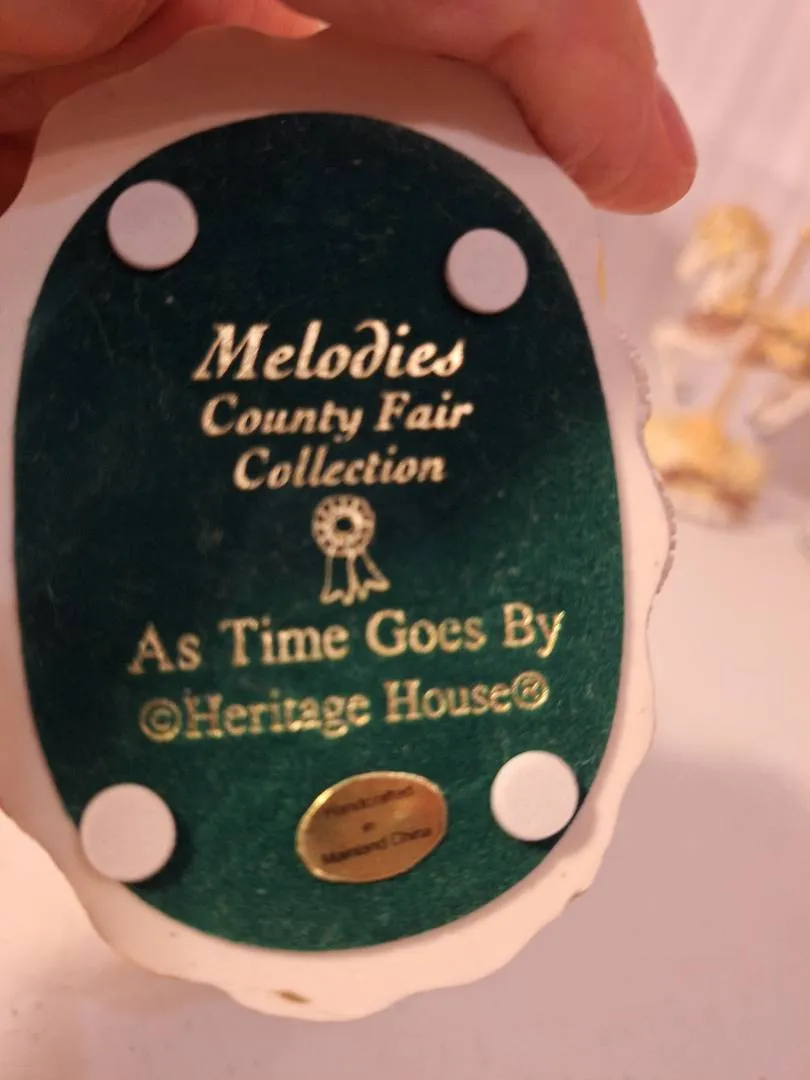 Melodies
County Fair
Collection
As Time Goes By
©Heritage House®
Handcrafted
in
Mainland China